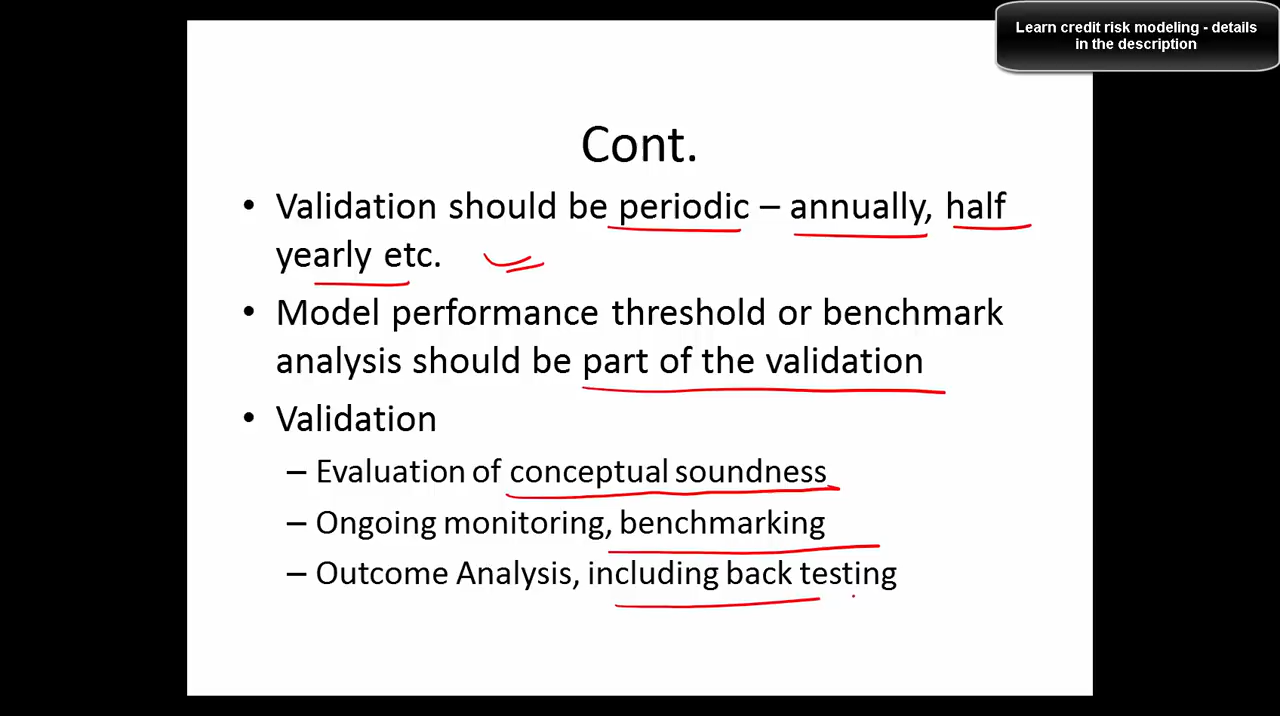 Learn credit risk modeling - details
in the description
Cont.
• Validation should be periodic – annually, half
yearly etc.
• Model performance threshold or benchmark
analysis should be part of the validation
• Validation
– Evaluation of conceptual soundness
– Ongoing monitoring, benchmarking
– Outcome Analysis, including back testing